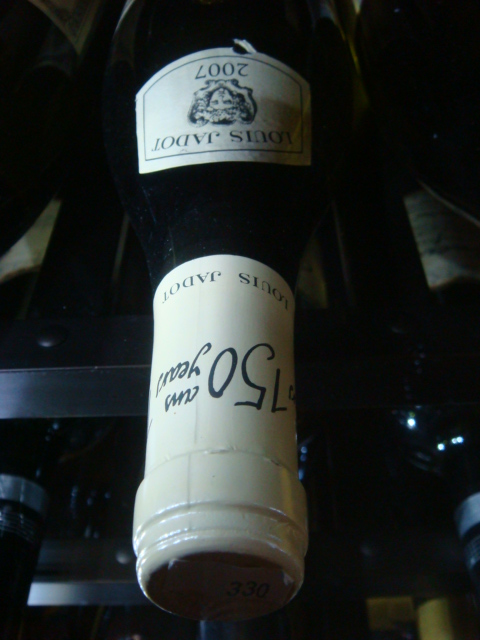 LOUIS JADOT
2007
LOUIS JADOT
150 ans
years
330